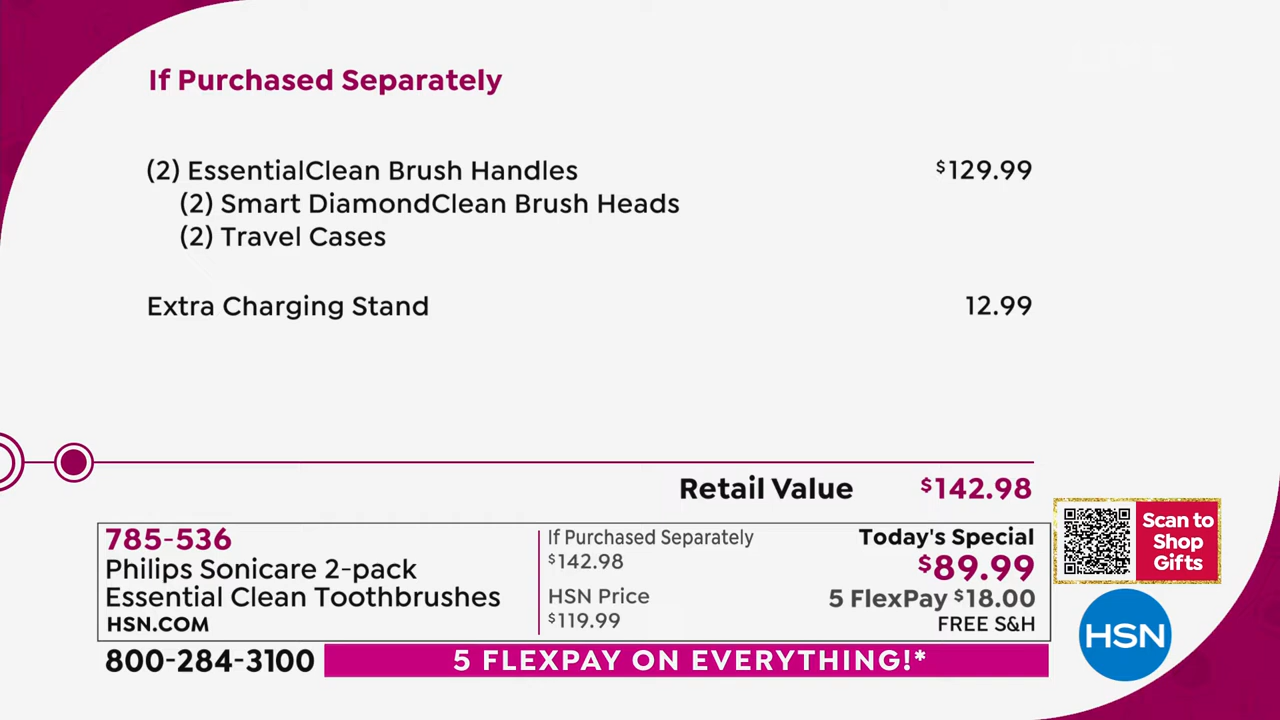 If Purchased Separately
(2) EssentialClean Brush Handles $129.99
(2) Smart DiamondClean Brush Heads
(2) Travel Cases
Extra Charging Stand 12.99
Retail Value $142.98
785-536
Philips Sonicare 2-pack
Essential Clean Toothbrushes
HSN.COM
If Purchased Separately
$142.98
HSN Price
$119.99
Today's Special
$89.99
5 FlexPay $18.00
FREE S&H
Scan to
Shop
Gifts
HSN
800-284-3100
5 FLEXPAY ON EVERYTHING!*